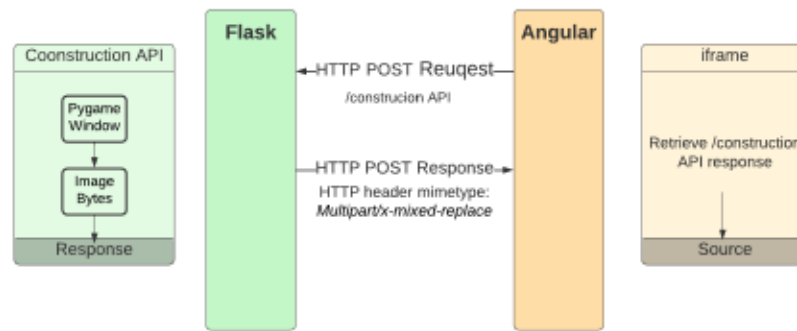 Coonstruction API
Pygame
Window
Image
Bytes
Response
Flask
HTTP POST Reuqest
/construcion API
HTTP POST Response
HTTP header mimetype:
Multipart/x-mixed-replace
Angular
iframe
Retrieve /construction
API response
Source